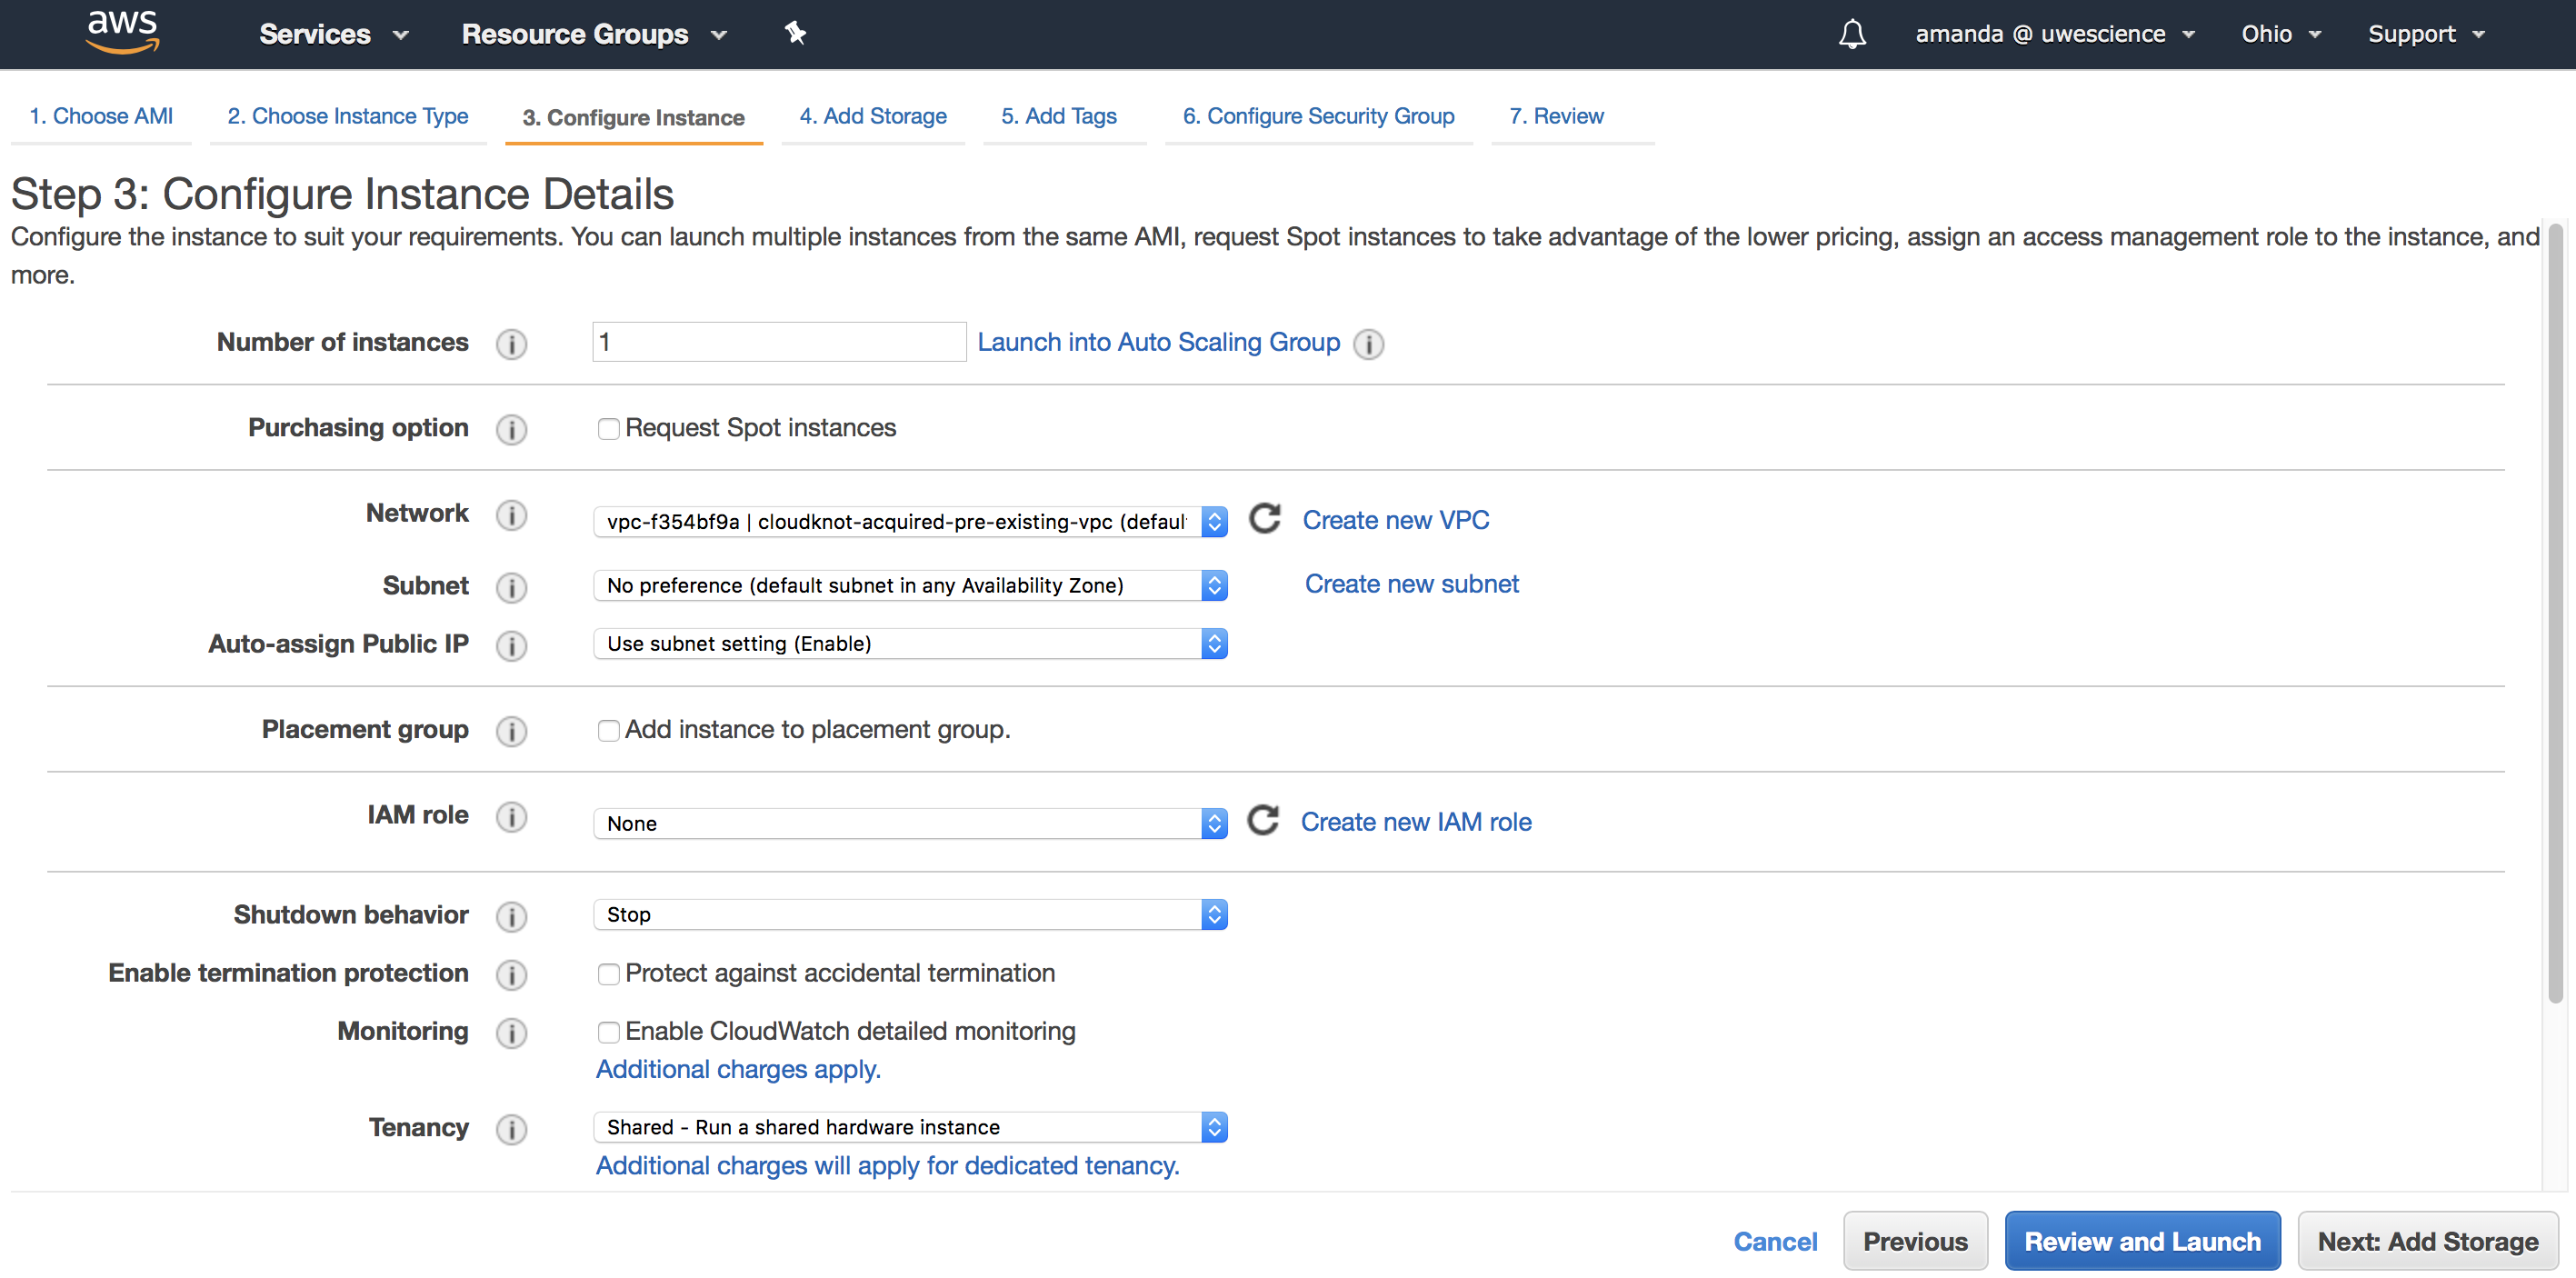 aws Services Resource Groups amanda @ uwescience Ohio Support
1. Choose AMI 2. Choose Instance Type 3. Configure Instance 4. Add Storage 5. Add Tags 6. Configure Security Group 7. Review
Step 3: Configure Instance Details
Configure the instance to suit your requirements. You can launch multiple instances from the same AMI, request Spot instances to take advantage of the lower pricing, assign an access management role to the instance, and
more.
Number of instances i 1 Launch into Auto Scaling Group i
Purchasing option i Request Spot instances
Network i vpc-f354bf9a | cloudknot-acquired-pre-existing-vpc (defaul Create new VPC
Subnet i No preference (default subnet in any Availability Zone) Create new subnet
Auto-assign Public IP i Use subnet setting (Enable)
Placement group i Add instance to placement group.
IAM role i None Create new IAM role
Shutdown behavior i Stop
Enable termination protection i Protect against accidental termination
Monitoring i Enable CloudWatch detailed monitoring
Additional charges apply.
Tenancy i Shared - Run a shared hardware instance
Additional charges will apply for dedicated tenancy.
Cancel Previous Review and Launch Next: Add Storage